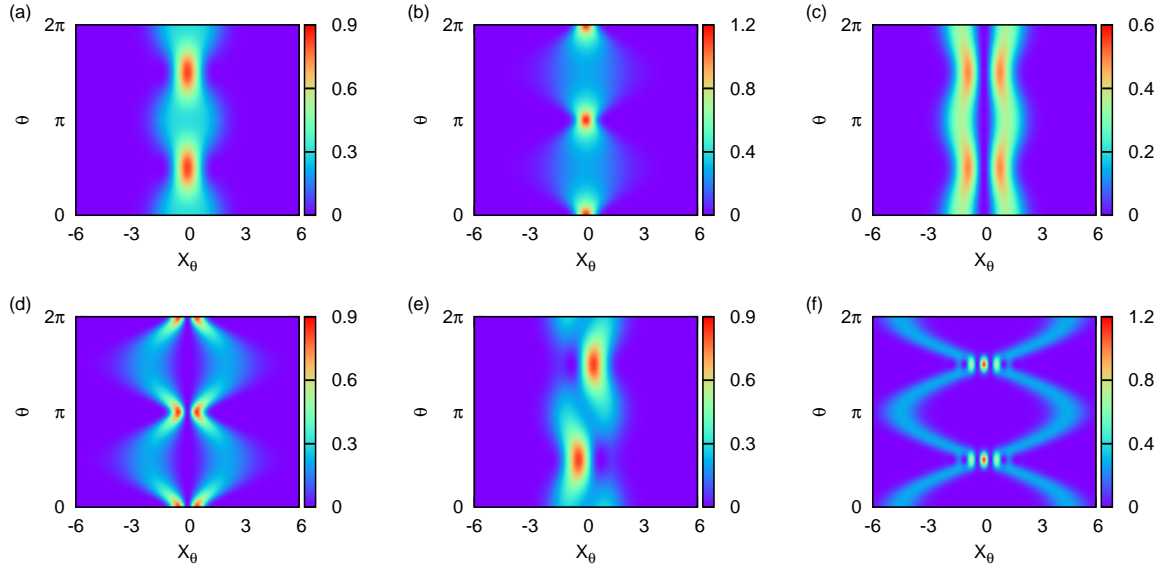 (a) (b) (c)
2π 0.9 2π 1.2 2π 0.6
0.6 0.8 0.4
θ π θ π θ π
0.3 0.4 0.2
0 0 0 0 0 0
-6 -3 0 3 6 -6 -3 0 3 6 -6 -3 0 3 6
Xθ Xθ Xθ
(d) (e) (f)
2π 0.9 2π 0.9 2π 1.2
0.6 0.6 0.8
θ π θ π θ π
0.3 0.3 0.4
0 0 0 0 0 0
-6 -3 0 3 6 -6 -3 0 3 6 -6 -3 0 3 6
Xθ Xθ Xθ